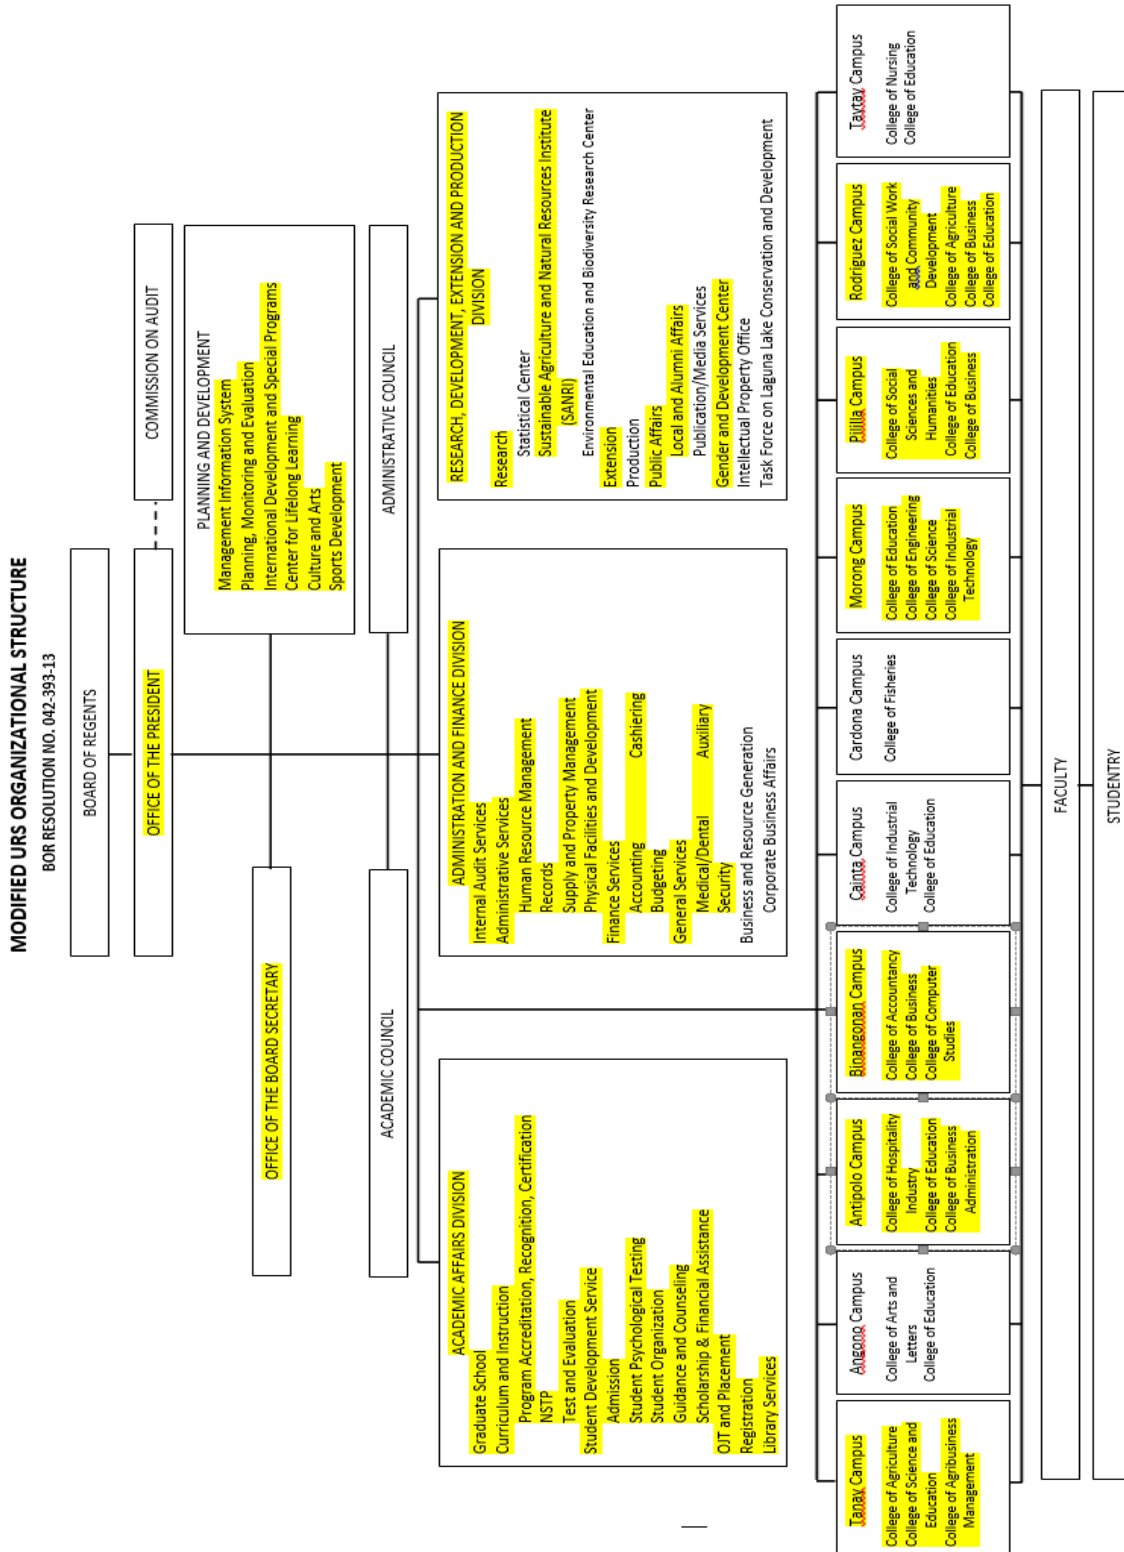 MODIFIED URS ORGANIZATIONAL STRUCTURE
BOR RESOLUTION NO. 042-393-13
BOARD OF REGENTS
OFFICE OF THE PRESIDENT
COMMISSION ON AUDIT
OFFICE OF THE BOARD SECRETARY
PLANNING AND DEVELOPMENT
Management Information System
Planning, Monitoring and Evaluation
International Development and Special Programs
Center for Lifelong Learning
Culture and Arts
Sports Development
ACADEMIC COUNCIL
ADMINISTRATIVE COUNCIL
ACADEMIC AFFAIRS DIVISION
Graduate School
Curriculum and Instruction
Program Accreditation, Recognition, Certification
NSTP
Test and Evaluation
Student Development Service
Admission
Student Psychological Testing
Student Organization
Guidance and Counseling
Scholarship & Financial Assistance
OJT and Placement
Registration
Library Services
ADMINISTRATION AND FINANCE DIVISION
Internal Audit Services
Administrative Services
Human Resource Management
Records
Supply and Property Management
Physical Facilities and Development
Finance Services
Accounting Cashiering
Budgeting
General Services
Medical/Dental Auxiliary
Security
Business and Resource Generation
Corporate Business Affairs
RESEARCH, DEVELOPMENT, EXTENSION AND PRODUCTION
DIVISION
Research
Statistical Center
Sustainable Agriculture and Natural Resources Institute
(SANRI)
Environmental Education and Biodiversity Research Center
Extension
Production
Public Affairs
Local and Alumni Affairs
Publication/Media Services
Gender and Development Center
Intellectual Property Office
Task Force on Laguna Lake Conservation and Development
Tanay Campus
College of Agriculture
College of Science and
Education
College of Agribusiness
Management
Angono Campus
College of Arts and
Letters
College of Education
Antipolo Campus
College of Hospitality
Industry
College of Education
College of Business
Administration
Binangonan Campus
College of Accountancy
College of Business
College of Computer
Studies
Cainta Campus
College of Industrial
Technology
College of Education
Cardona Campus
College of Fisheries
Morong Campus
College of Education
College of Engineering
College of Science
College of Industrial
Technology
Pililla Campus
College of Social
Sciences and
Humanities
College of Education
College of Business
Rodriguez Campus
College of Social Work
and Community
Development
College of Agriculture
College of Business
College of Education
Taytay Campus
College of Nursing
College of Education
FACULTY
STUDENTRY